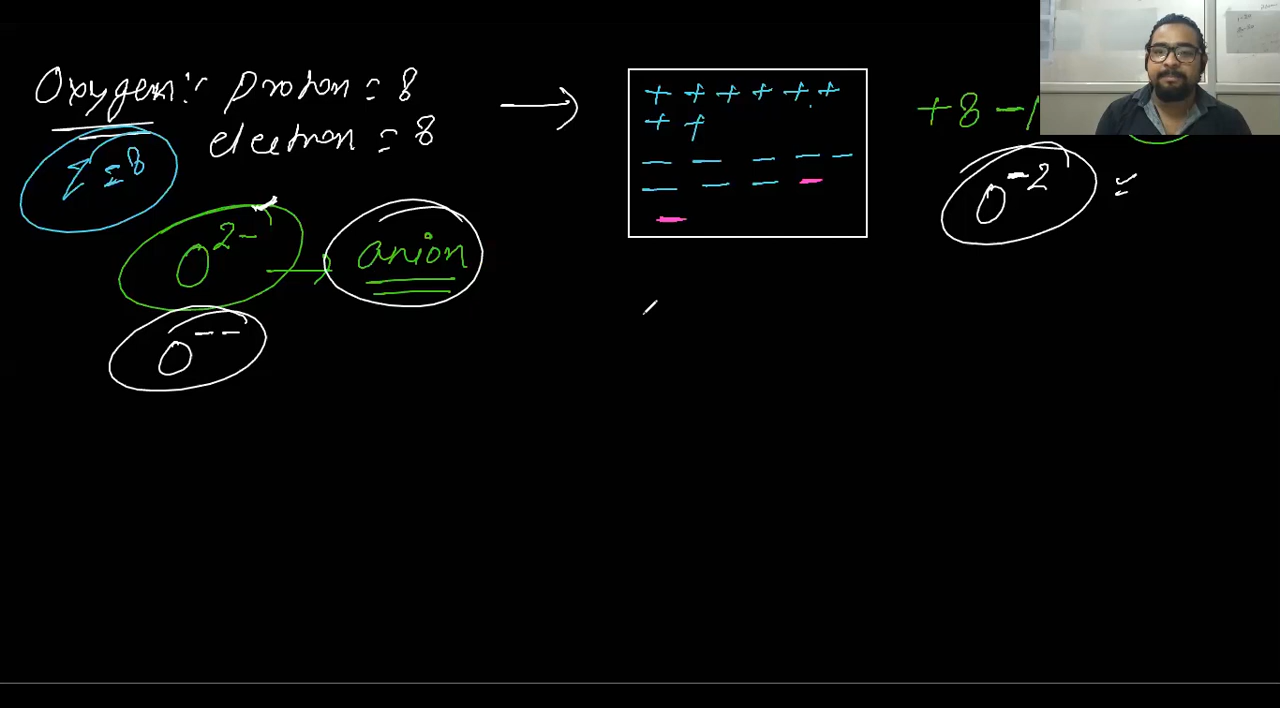 Oxygen:- proton = 8
electron = 8
Z = 8
O²⁻ → anion
O⁻⁻
→
+ + + + + +
+ +
— — — — —
— — — — —
+8 -1
O⁻²